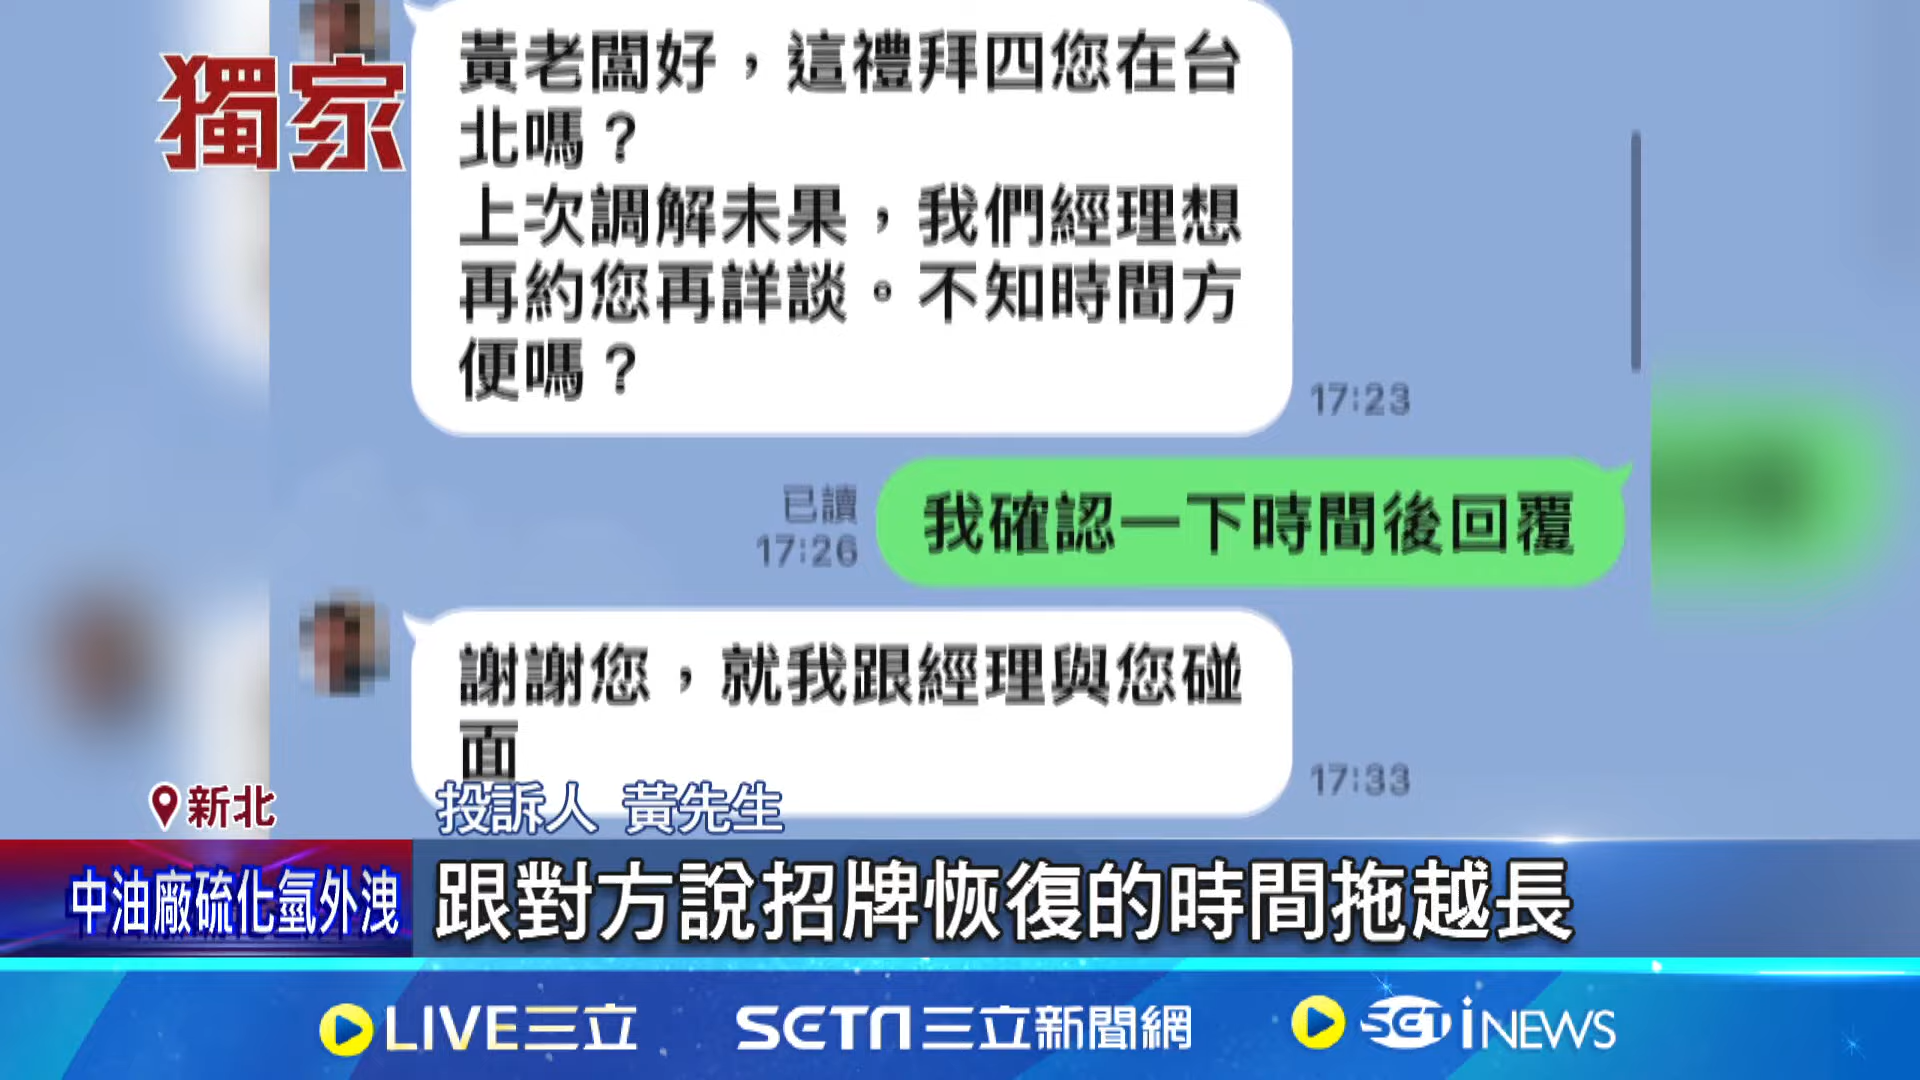 獨家
黃老闆好，這禮拜四您在台
北嗎？
上次調解未果，我們經理想
再約您再詳談。不知時間方
便嗎？
17:23
已讀
17:26
我確認一下時間後回覆
謝謝您，就我跟經理與您碰
面
17:33
新北
投訴人 黃先生
中油廠硫化氫外洩
跟對方說招牌恢復的時間拖越長
LIVE三立
SETN三立新聞網
SET iNEWS